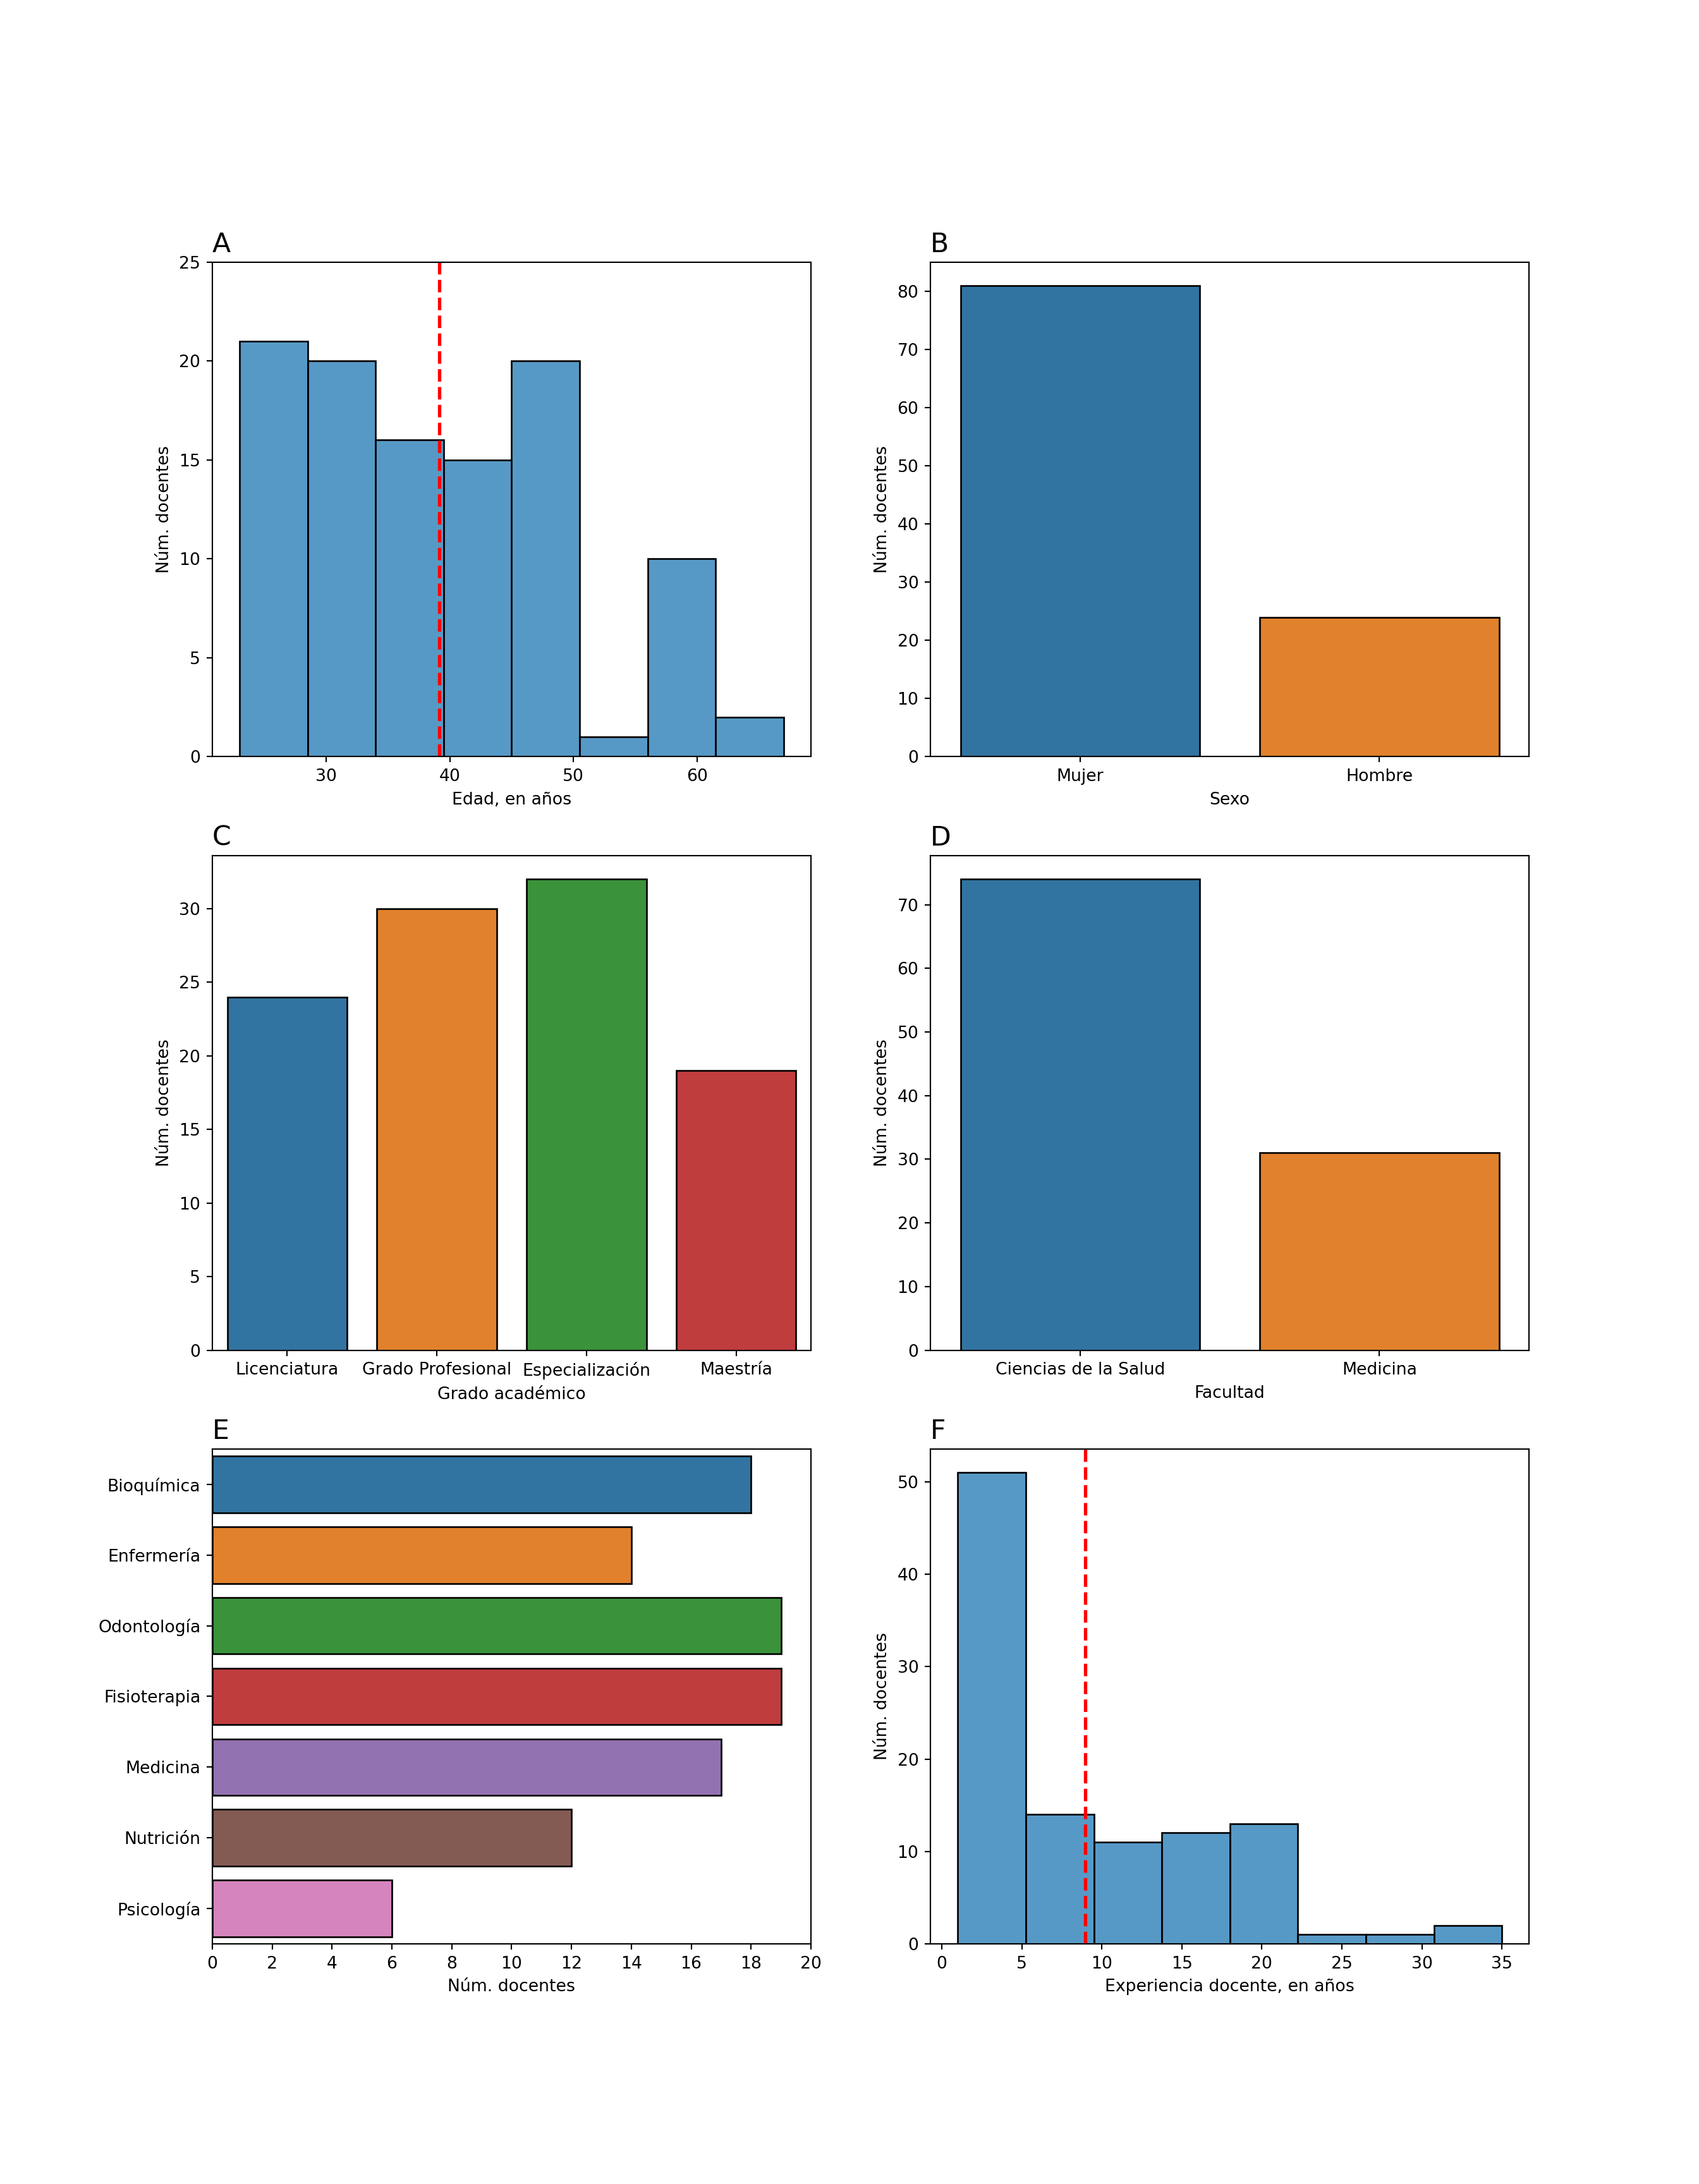 A
25
20
15
10
5
0
Núm. docentes
30 40 50 60
Edad, en años
B
80
70
60
50
40
30
20
10
0
Núm. docentes
Mujer Hombre
Sexo
C
30
25
20
15
10
5
0
Núm. docentes
Licenciatura Grado Profesional Especialización Maestría
Grado académico
D
70
60
50
40
30
20
10
0
Núm. docentes
Ciencias de la Salud Medicina
Facultad
E
Bioquímica
Enfermería
Odontología
Fisioterapia
Medicina
Nutrición
Psicología
0 2 4 6 8 10 12 14 16 18 20
Núm. docentes
F
50
40
30
20
10
0
Núm. docentes
0 5 10 15 20 25 30 35
Experiencia docente, en años